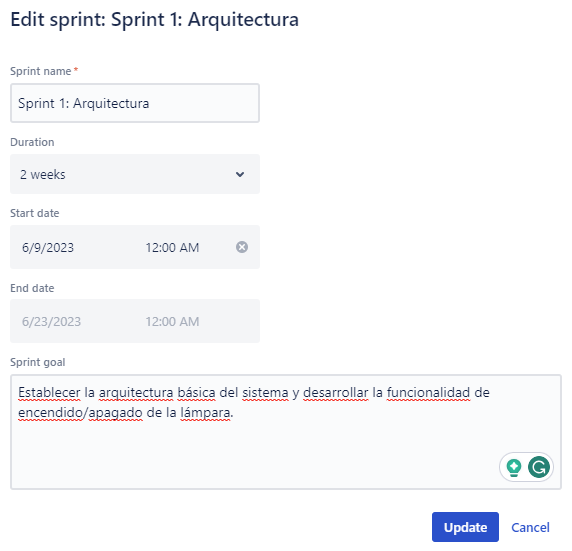 Edit sprint: Sprint 1: Arquitectura
Sprint name *
Sprint 1: Arquitectura
Duration
2 weeks
Start date
6/9/2023 12:00 AM
End date
6/23/2023 12:00 AM
Sprint goal
Establecer la arquitectura básica del sistema y desarrollar la funcionalidad de
encendido/apagado de la lámpara.
Update Cancel